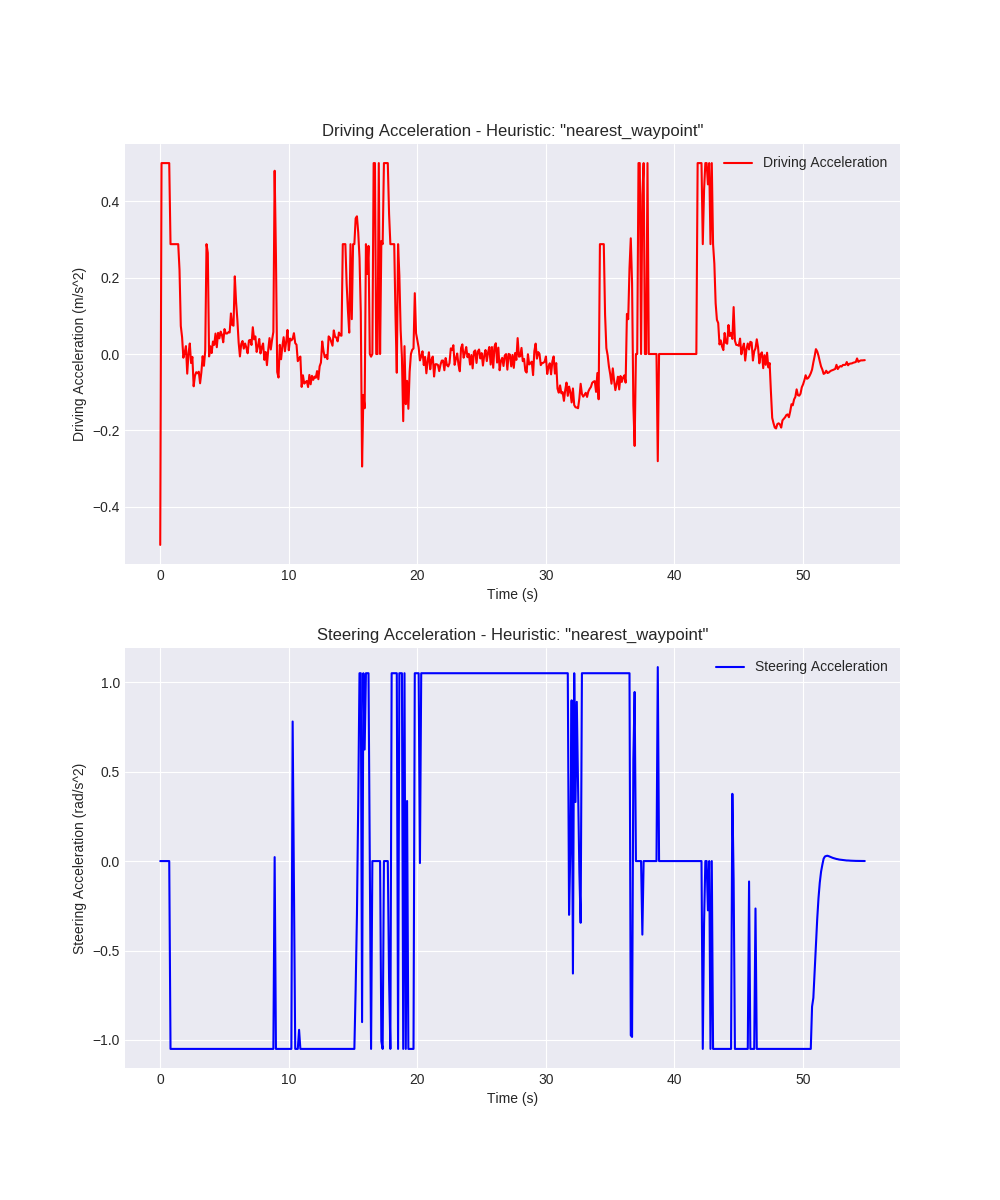 Driving Acceleration - Heuristic: "nearest_waypoint"
Driving Acceleration
Driving Acceleration (m/s^2)
0.4
0.2
0.0
−0.2
−0.4
0 10 20 30 40 50
Time (s)
Steering Acceleration - Heuristic: "nearest_waypoint"
Steering Acceleration
Steering Acceleration (rad/s^2)
1.0
0.5
0.0
−0.5
−1.0
0 10 20 30 40 50
Time (s)